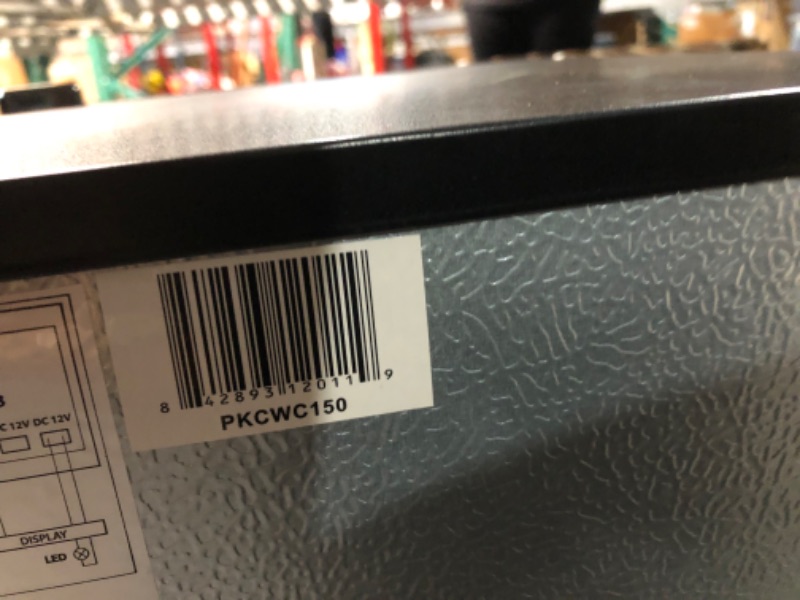 8 42893 12011 9
PKCWC150
12V DC 12V
DISPLAY
LED